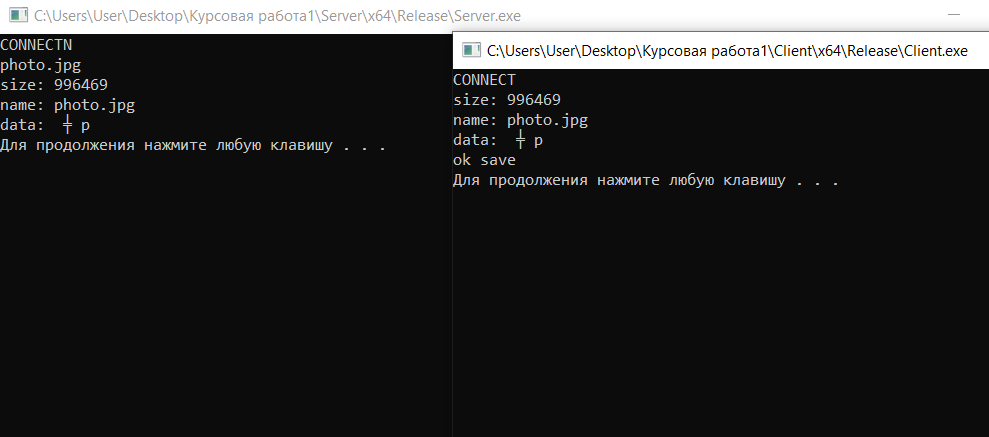 C:\Users\User\Desktop\Курсовая работа1\Server\x64\Release\Server.exe
CONNECTN
photo.jpg
size: 996469
name: photo.jpg
data:  ╪ p
Для продолжения нажмите любую клавишу . . .
C:\Users\User\Desktop\Курсовая работа1\Client\x64\Release\Client.exe
CONNECT
size: 996469
name: photo.jpg
data:  ╪ p
ok save
Для продолжения нажмите любую клавишу . . .